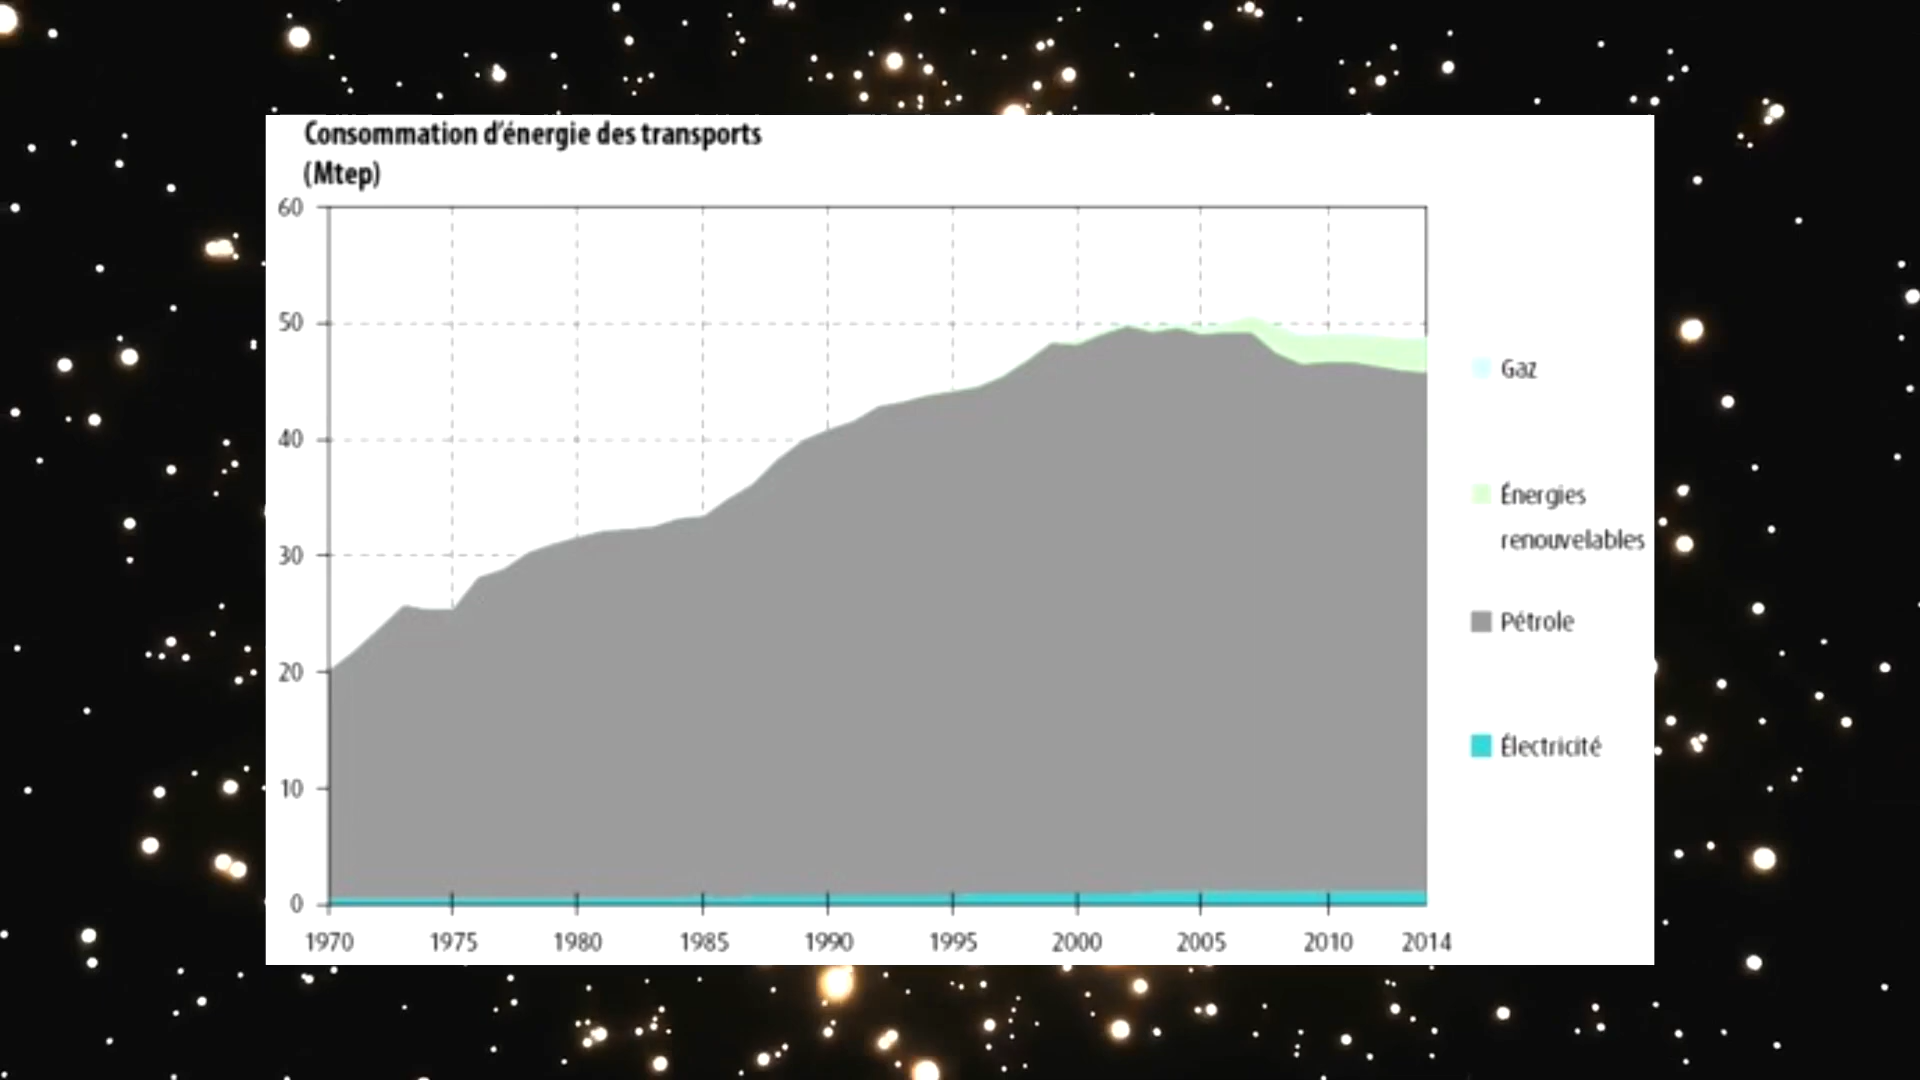 Consommation d'énergie des transports
(Mtep)
60
50
40
30
20
10
0
1970 1975 1980 1985 1990 1995 2000 2005 2010 2014
Gaz
Énergies
renouvelables
Pétrole
Électricité